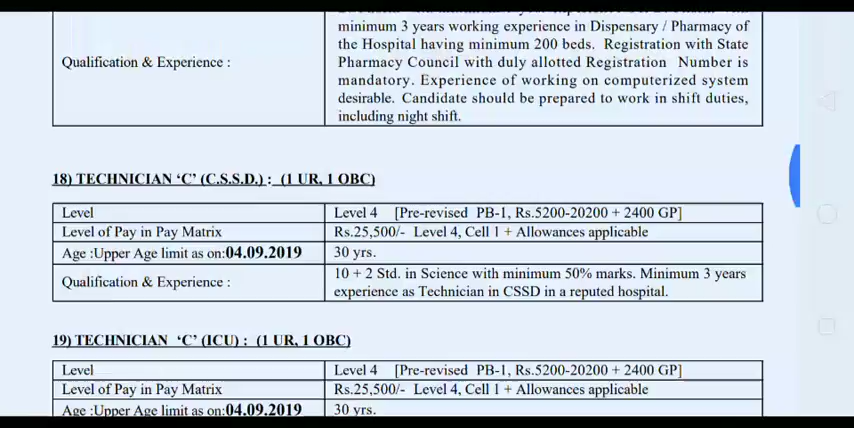 minimum 3 years working experience in Dispensary / Pharmacy of
the Hospital having minimum 200 beds. Registration with State
Qualification & Experience :
Pharmacy Council with duly allotted Registration Number is
mandatory. Experience of working on computerized system
desirable. Candidate should be prepared to work in shift duties,
including night shift.
18) TECHNICIAN ‘C’ (C.S.S.D.) : (1 UR, 1 OBC)
Level Level 4 [Pre-revised PB-1, Rs.5200-20200 + 2400 GP]
Level of Pay in Pay Matrix Rs.25,500/- Level 4, Cell 1 + Allowances applicable
Age :Upper Age limit as on:04.09.2019 30 yrs.
Qualification & Experience :
10 + 2 Std. in Science with minimum 50% marks. Minimum 3 years
experience as Technician in CSSD in a reputed hospital.
19) TECHNICIAN ‘C’ (ICU) : (1 UR, 1 OBC)
Level Level 4 [Pre-revised PB-1, Rs.5200-20200 + 2400 GP]
Level of Pay in Pay Matrix Rs.25,500/- Level 4, Cell 1 + Allowances applicable
Age :Upper Age limit as on:04.09.2019 30 yrs.